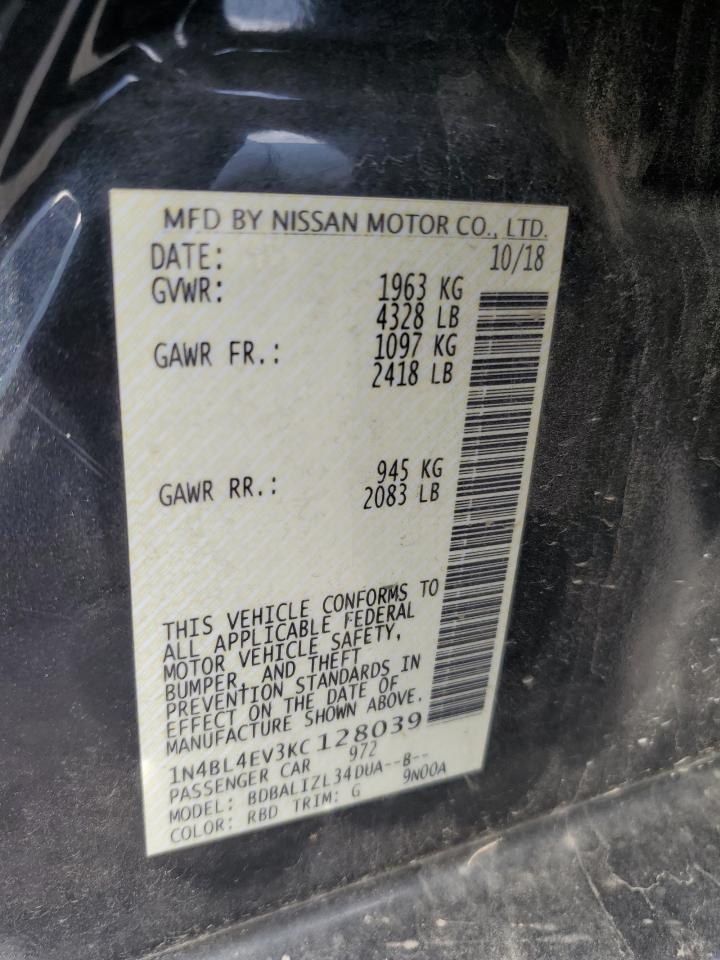 MFD BY NISSAN MOTOR CO., LTD.
DATE: 10/18
GVWR: 1963 KG
4328 LB
GAWR FR.: 1097 KG
2418 LB
GAWR RR.: 945 KG
2083 LB
THIS VEHICLE CONFORMS TO
ALL APPLICABLE FEDERAL
MOTOR VEHICLE SAFETY,
BUMPER, AND THEFT
PREVENTION STANDARDS IN
EFFECT ON THE DATE OF
MANUFACTURE SHOWN ABOVE.
1N4BL4EV3KC128039
PASSENGER CAR 972
MODEL: BDBALIZL34DUA--B--
COLOR: RBD TRIM: G 9N00A